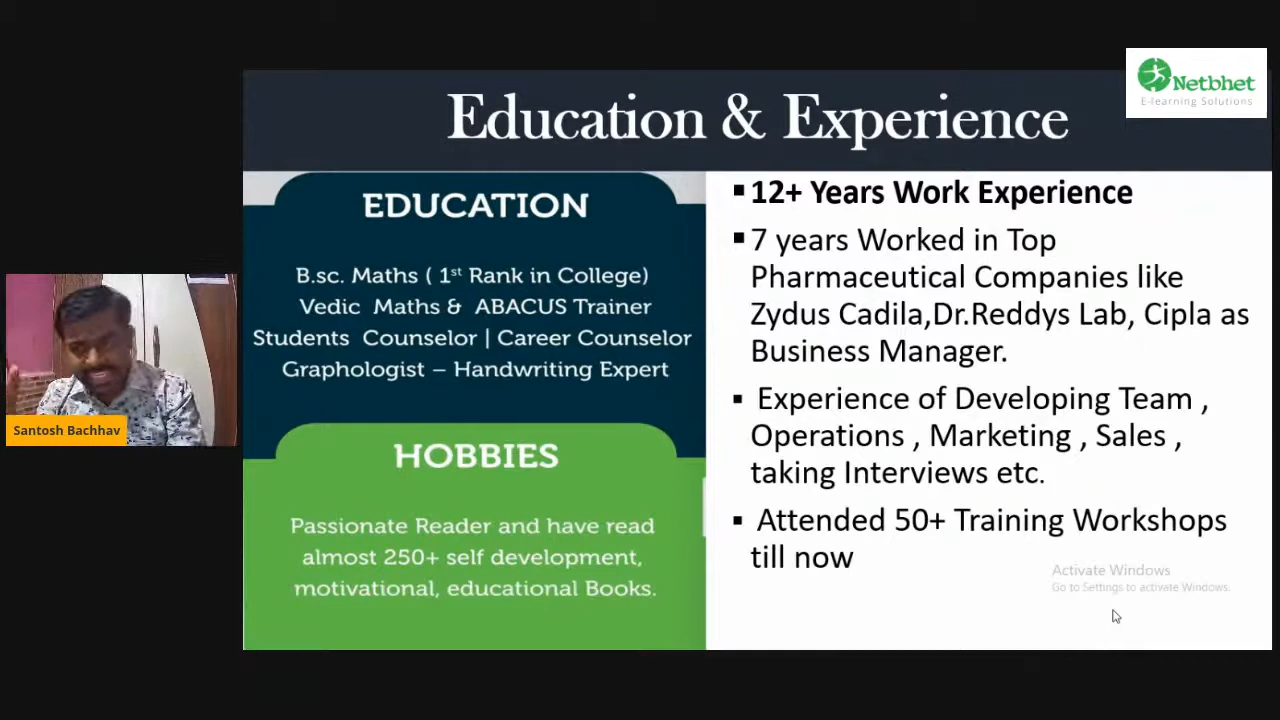 Netbhet
E-learning Solutions
Education & Experience
EDUCATION
B.sc. Maths ( 1st Rank in College)
Vedic Maths & ABACUS Trainer
Students Counselor | Career Counselor
Graphologist – Handwriting Expert
HOBBIES
Passionate Reader and have read
almost 250+ self development,
motivational, educational Books.
▪ 12+ Years Work Experience
▪ 7 years Worked in Top
Pharmaceutical Companies like
Zydus Cadila,Dr.Reddys Lab, Cipla as
Business Manager.
▪ Experience of Developing Team ,
Operations , Marketing , Sales ,
taking Interviews etc.
▪ Attended 50+ Training Workshops
till now
Activate Windows
Go to Settings to activate Windows.
Santosh Bachhav